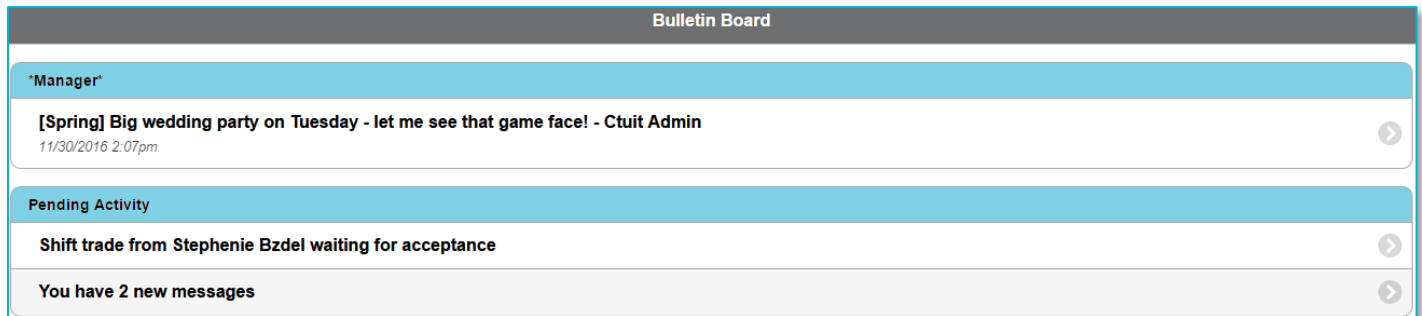 Bulletin Board
*Manager*
[Spring] Big wedding party on Tuesday - let me see that game face! - Ctuit Admin
11/30/2016 2:07pm
Pending Activity
Shift trade from Stephenie Bzdel waiting for acceptance
You have 2 new messages